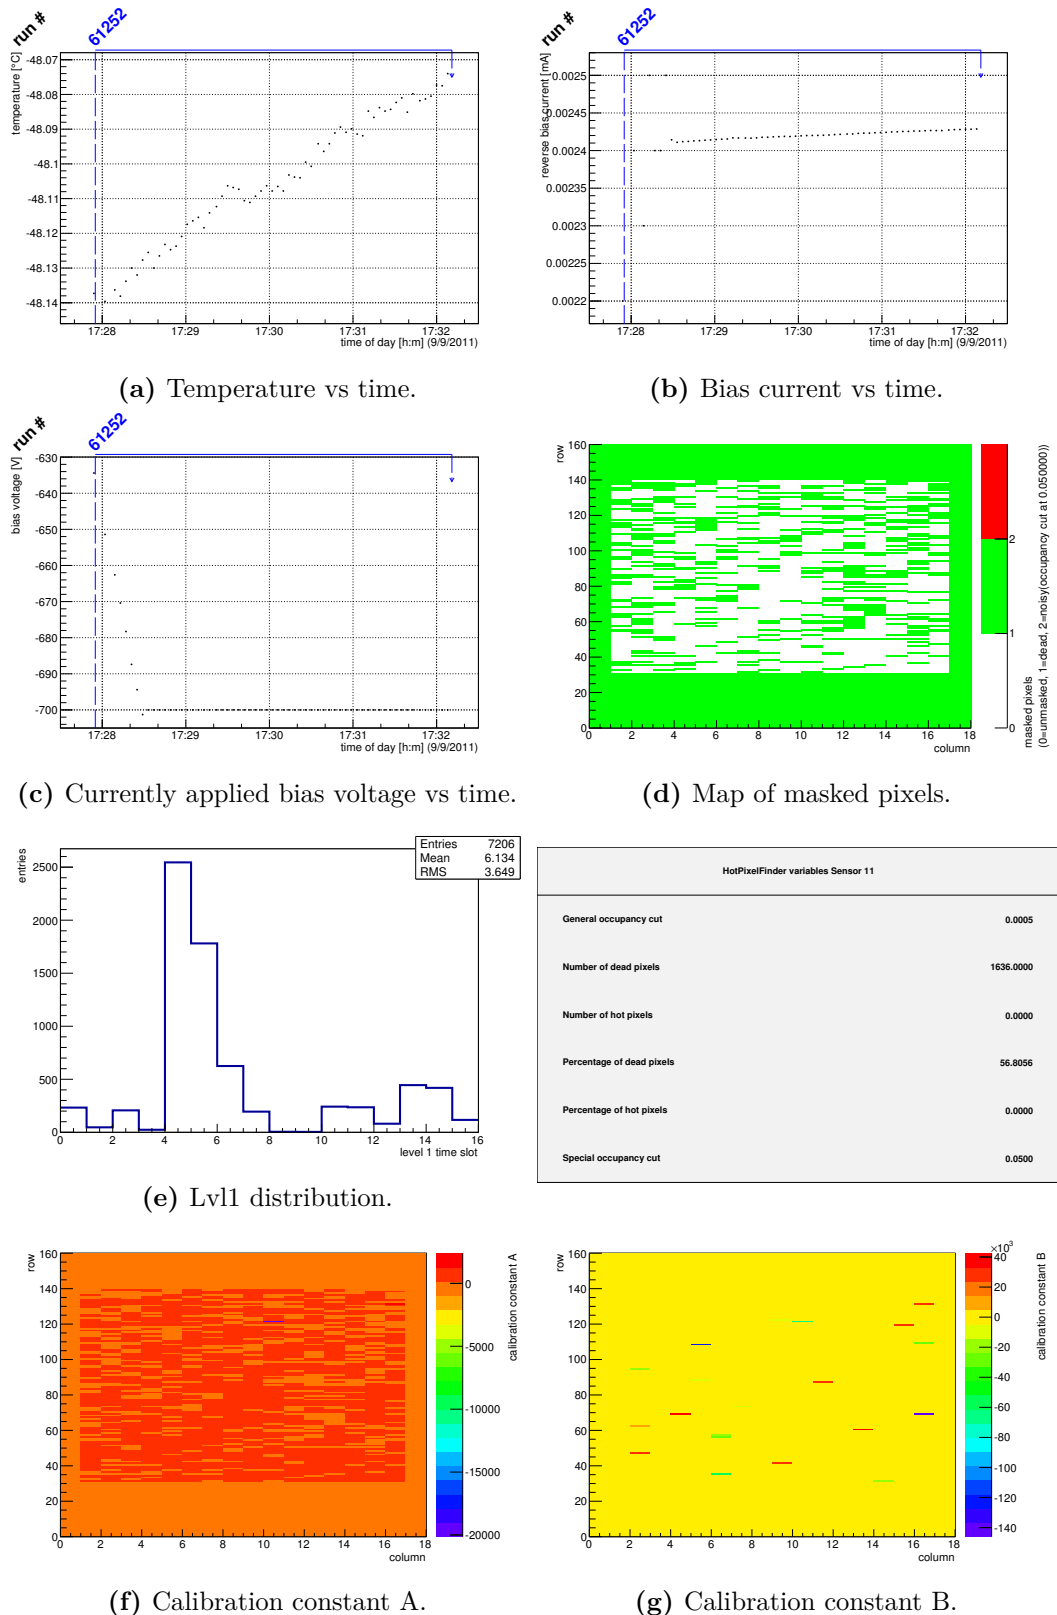 run #
61252
temperature [°C]
-48.07
-48.08
-48.09
-48.1
-48.11
-48.12
-48.13
-48.14
17:28 17:29 17:30 17:31 17:32
time of day [h:m] (9/9/2011)
(a) Temperature vs time.
run #
61252
reverse bias current [mA]
0.0025
0.00245
0.0024
0.00235
0.0023
0.00225
0.0022
17:28 17:29 17:30 17:31 17:32
time of day [h:m] (9/9/2011)
(b) Bias current vs time.
run #
61252
bias voltage [V]
-630
-640
-650
-660
-670
-680
-690
-700
17:28 17:29 17:30 17:31 17:32
time of day [h:m] (9/9/2011)
(c) Currently applied bias voltage vs time.
row
160
140
120
100
80
60
40
20
0
0 2 4 6 8 10 12 14 16 18
column
2
1
0
masked pixels
(0=unmasked, 1=dead, 2=noisy(occupancy cut at 0.050000))
(d) Map of masked pixels.
entries
2500
2000
1500
1000
500
0
0 2 4 6 8 10 12 14 16
level 1 time slot
Entries 7206
Mean 6.134
RMS 3.649
(e) Lvl1 distribution.
HotPixelFinder variables Sensor 11
General occupancy cut 0.0005
Number of dead pixels 1636.0000
Number of hot pixels 0.0000
Percentage of dead pixels 56.8056
Percentage of hot pixels 0.0000
Special occupancy cut 0.0500
row
160
140
120
100
80
60
40
20
0
0 2 4 6 8 10 12 14 16 18
column
0
-5000
-10000
-15000
-20000
calibration constant A
(f) Calibration constant A.
row
160
140
120
100
80
60
40
20
0
0 2 4 6 8 10 12 14 16 18
column
×10³
40
20
0
-20
-40
-60
-80
-100
-120
-140
calibration constant B
(g) Calibration constant B.